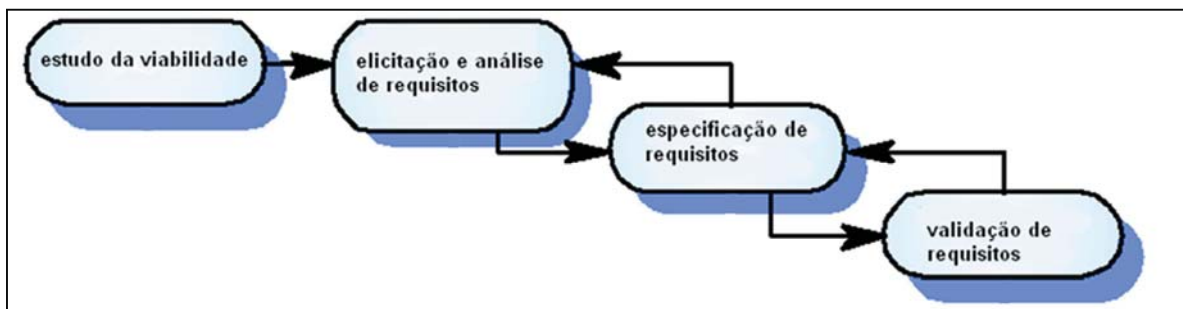 estudo da viabilidade
elicitação e análise
de requisitos
especificação de
requisitos
validação de
requisitos